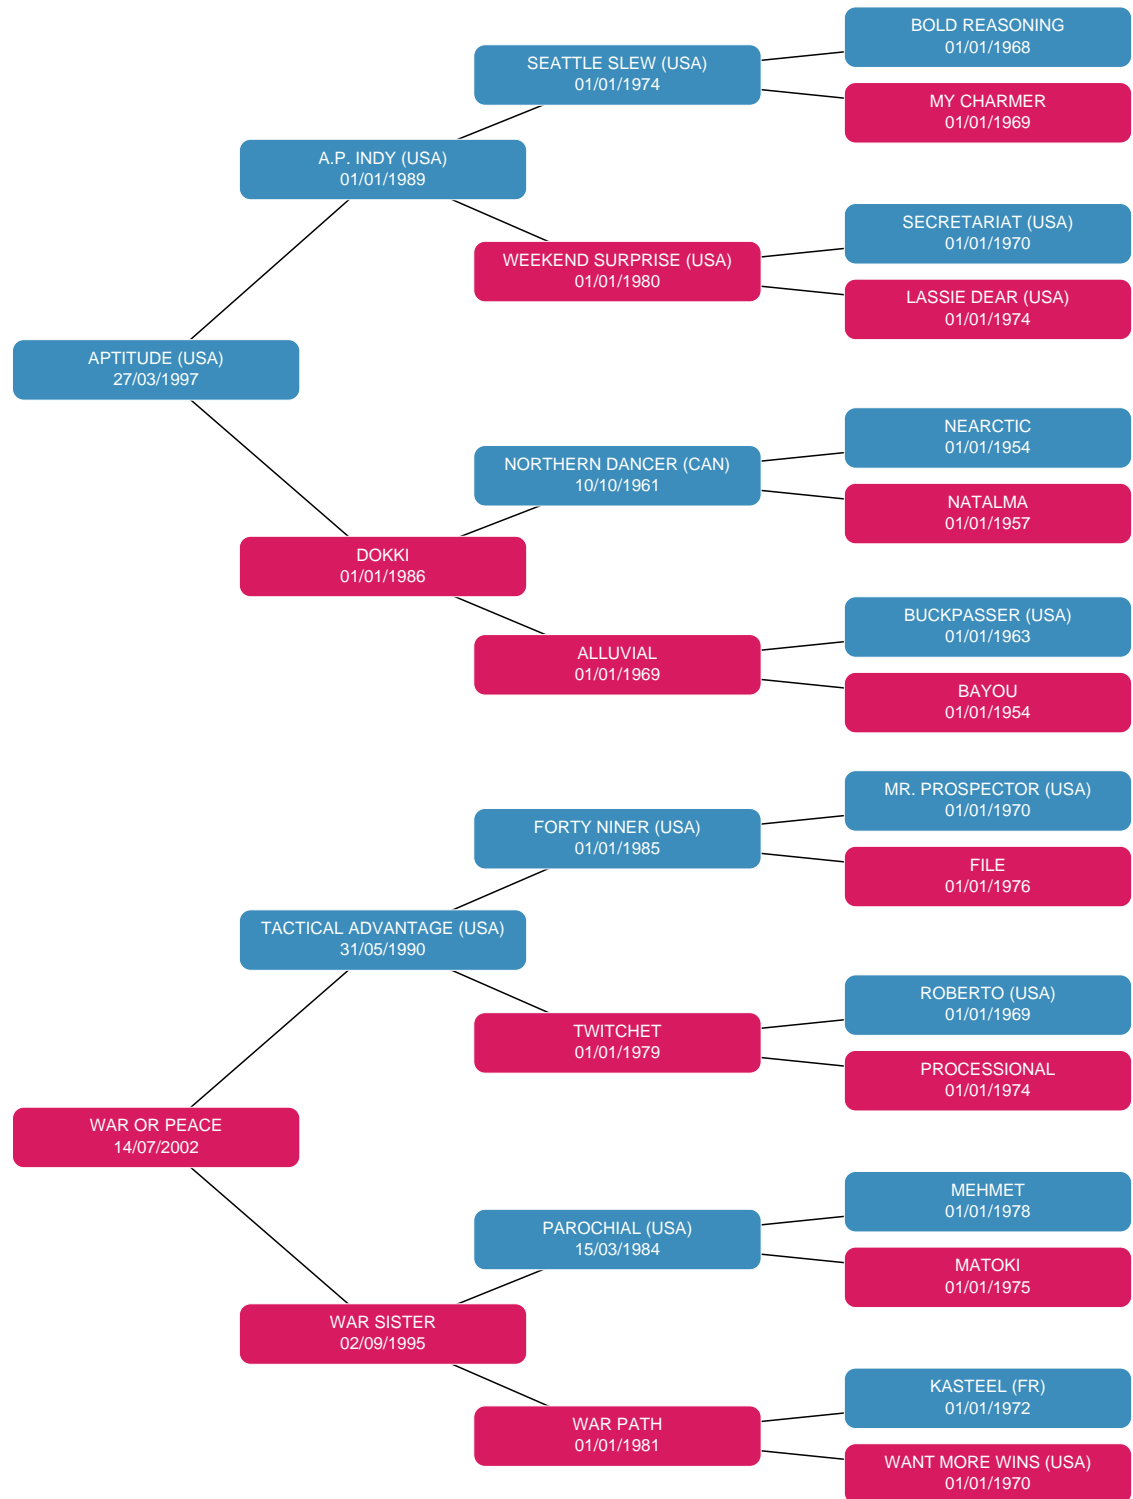 BOLD REASONING
01/01/1968
SEATTLE SLEW (USA)
01/01/1974
MY CHARMER
01/01/1969
A.P. INDY (USA)
01/01/1989
SECRETARIAT (USA)
01/01/1970
WEEKEND SURPRISE (USA)
01/01/1980
LASSIE DEAR (USA)
01/01/1974
APTITUDE (USA)
27/03/1997
NEARCTIC
01/01/1954
NORTHERN DANCER (CAN)
10/10/1961
NATALMA
01/01/1957
DOKKI
01/01/1986
BUCKPASSER (USA)
01/01/1963
ALLUVIAL
01/01/1969
BAYOU
01/01/1954
MR. PROSPECTOR (USA)
01/01/1970
FORTY NINER (USA)
01/01/1985
FILE
01/01/1976
TACTICAL ADVANTAGE (USA)
31/05/1990
ROBERTO (USA)
01/01/1969
TWITCHET
01/01/1979
PROCESSIONAL
01/01/1974
WAR OR PEACE
14/07/2002
MEHMET
01/01/1978
PAROCHIAL (USA)
15/03/1984
MATOKI
01/01/1975
WAR SISTER
02/09/1995
KASTEEL (FR)
01/01/1972
WAR PATH
01/01/1981
WANT MORE WINS (USA)
01/01/1970